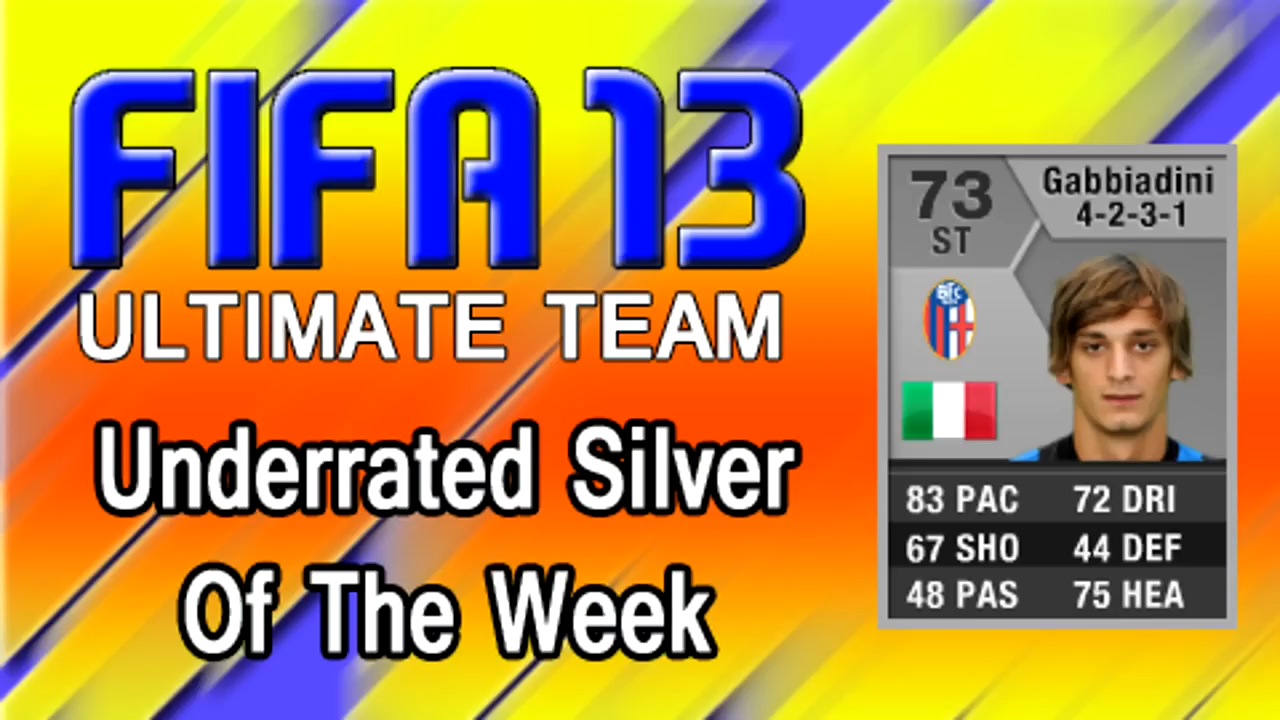 FIFA 13
ULTIMATE TEAM
Underrated Silver
Of The Week
73
ST
Gabbiadini
4-2-3-1
BFC
83 PAC 72 DRI
67 SHO 44 DEF
48 PAS 75 HEA